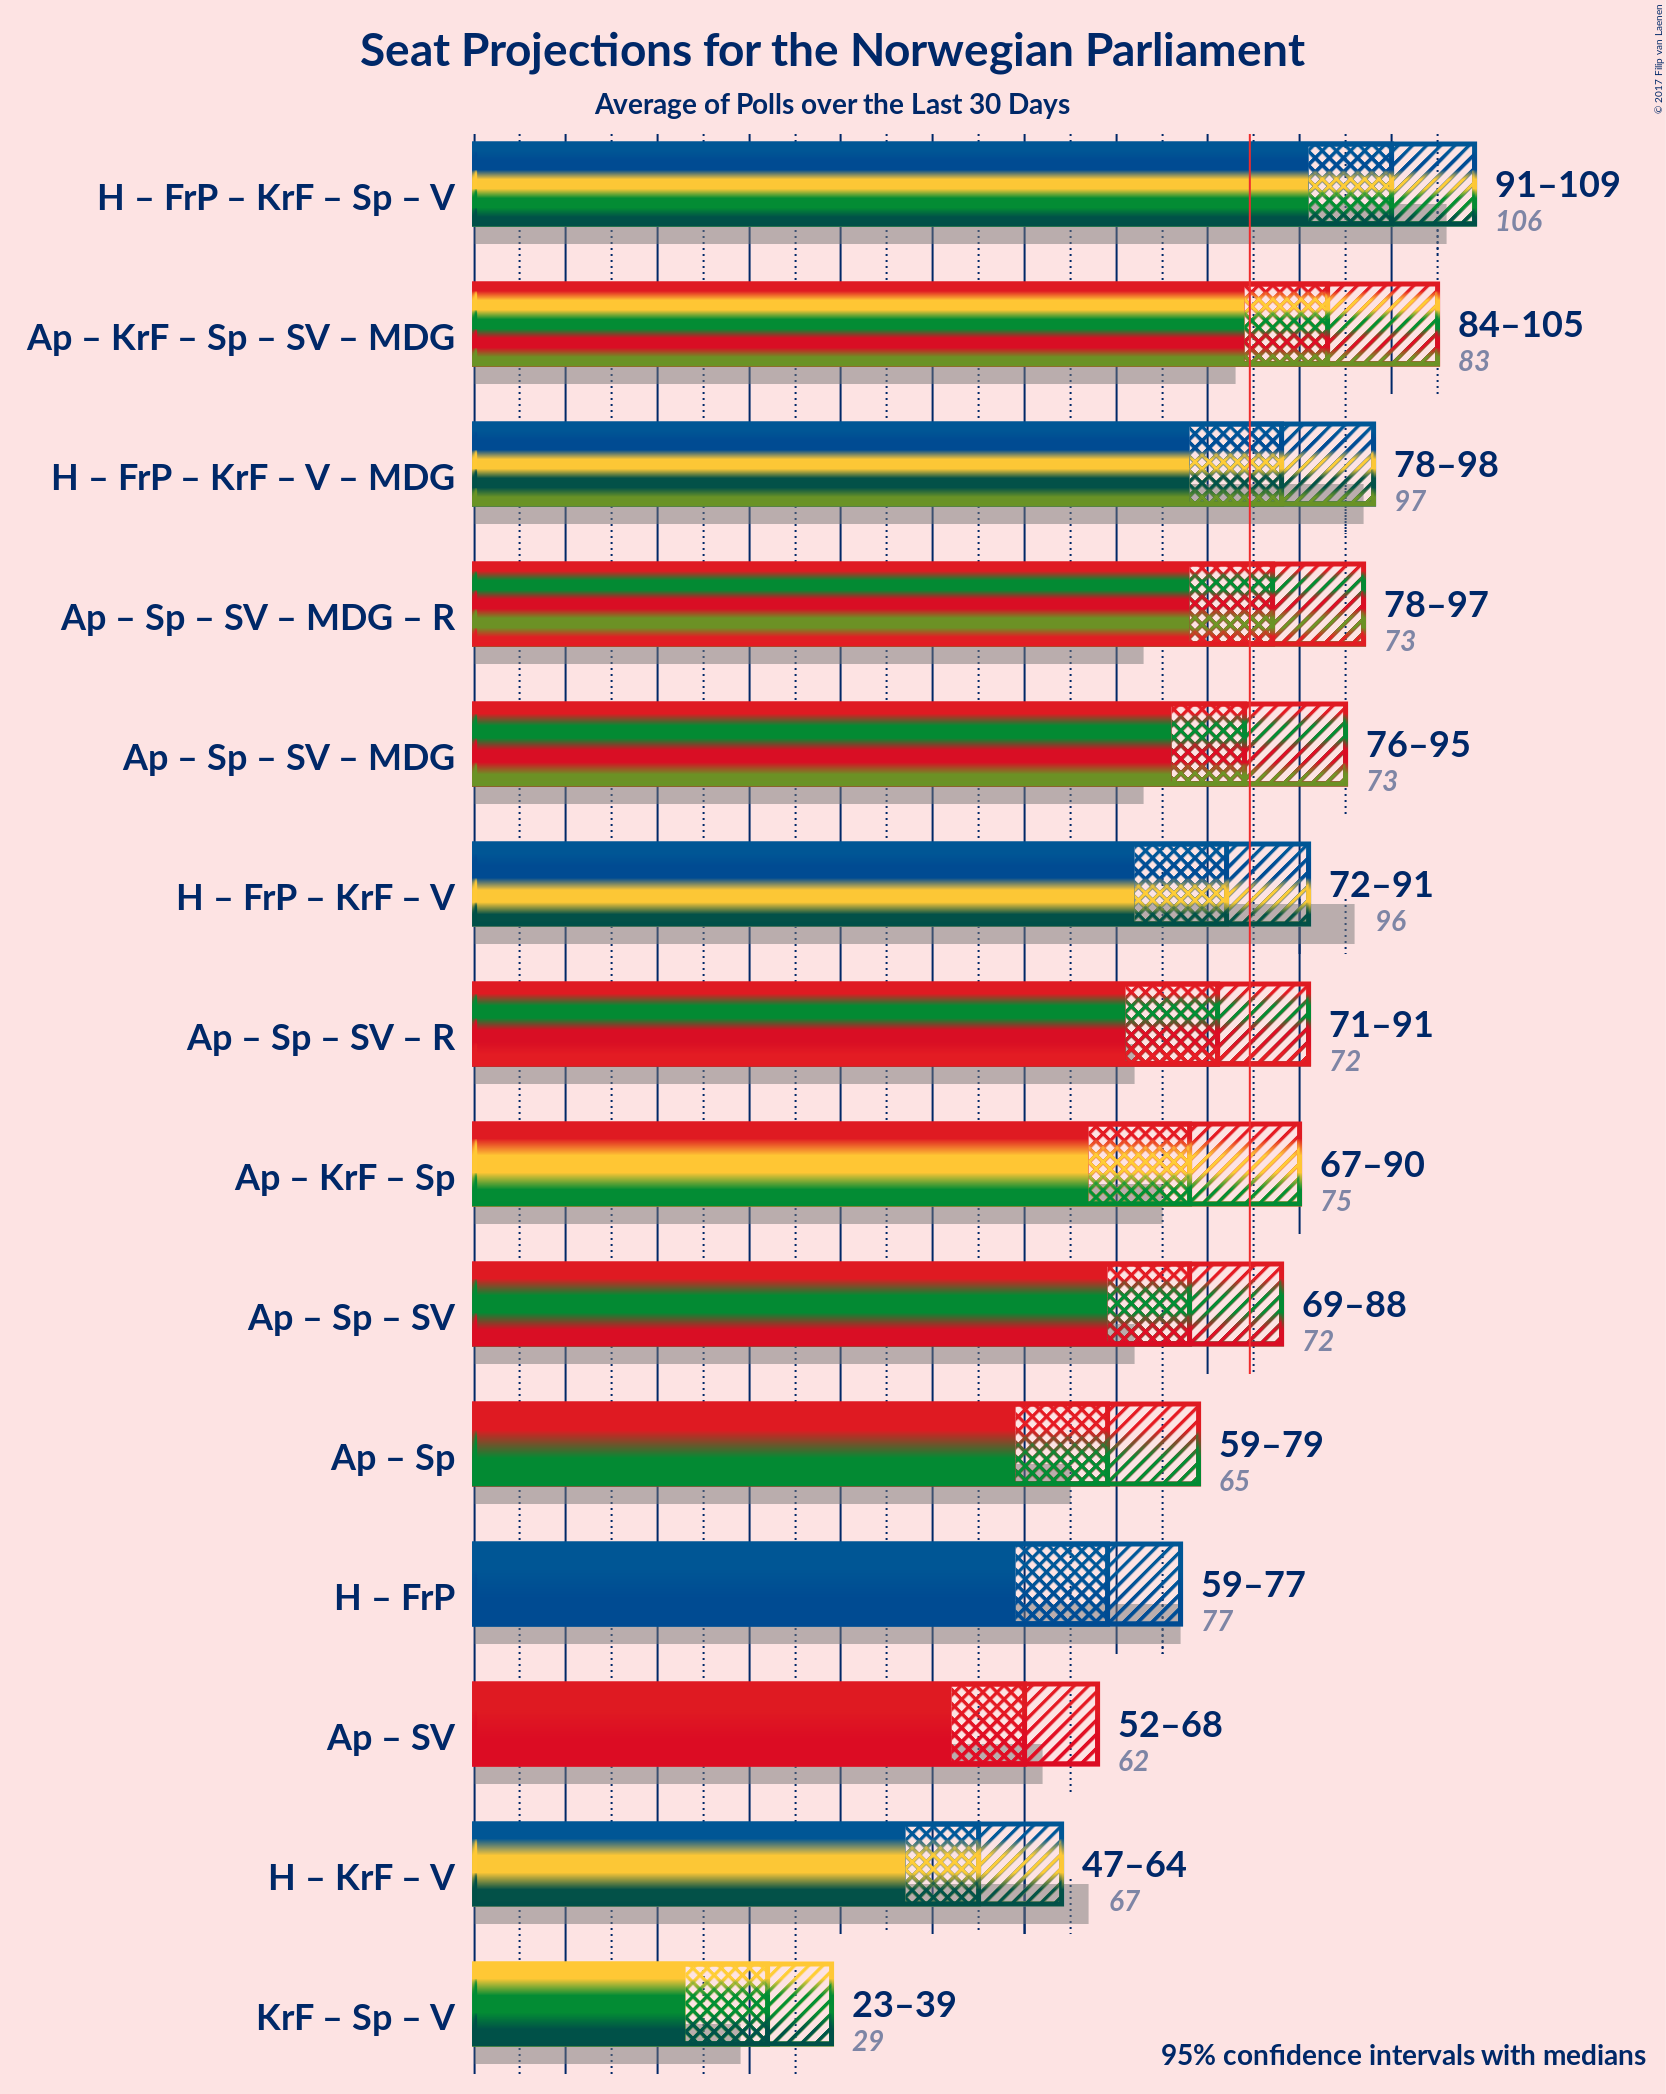 Seat Projections for the Norwegian Parliament
Average of Polls over the Last 30 Days
© 2017 Filip van Laenen
H – FrP – KrF – Sp – V
91–109
106
Ap – KrF – Sp – SV – MDG
84–105
83
H – FrP – KrF – V – MDG
78–98
97
Ap – Sp – SV – MDG – R
78–97
73
Ap – Sp – SV – MDG
76–95
73
H – FrP – KrF – V
72–91
96
Ap – Sp – SV – R
71–91
72
Ap – KrF – Sp
67–90
75
Ap – Sp – SV
69–88
72
Ap – Sp
59–79
65
H – FrP
59–77
77
Ap – SV
52–68
62
H – KrF – V
47–64
67
KrF – Sp – V
23–39
29
95% confidence intervals with medians